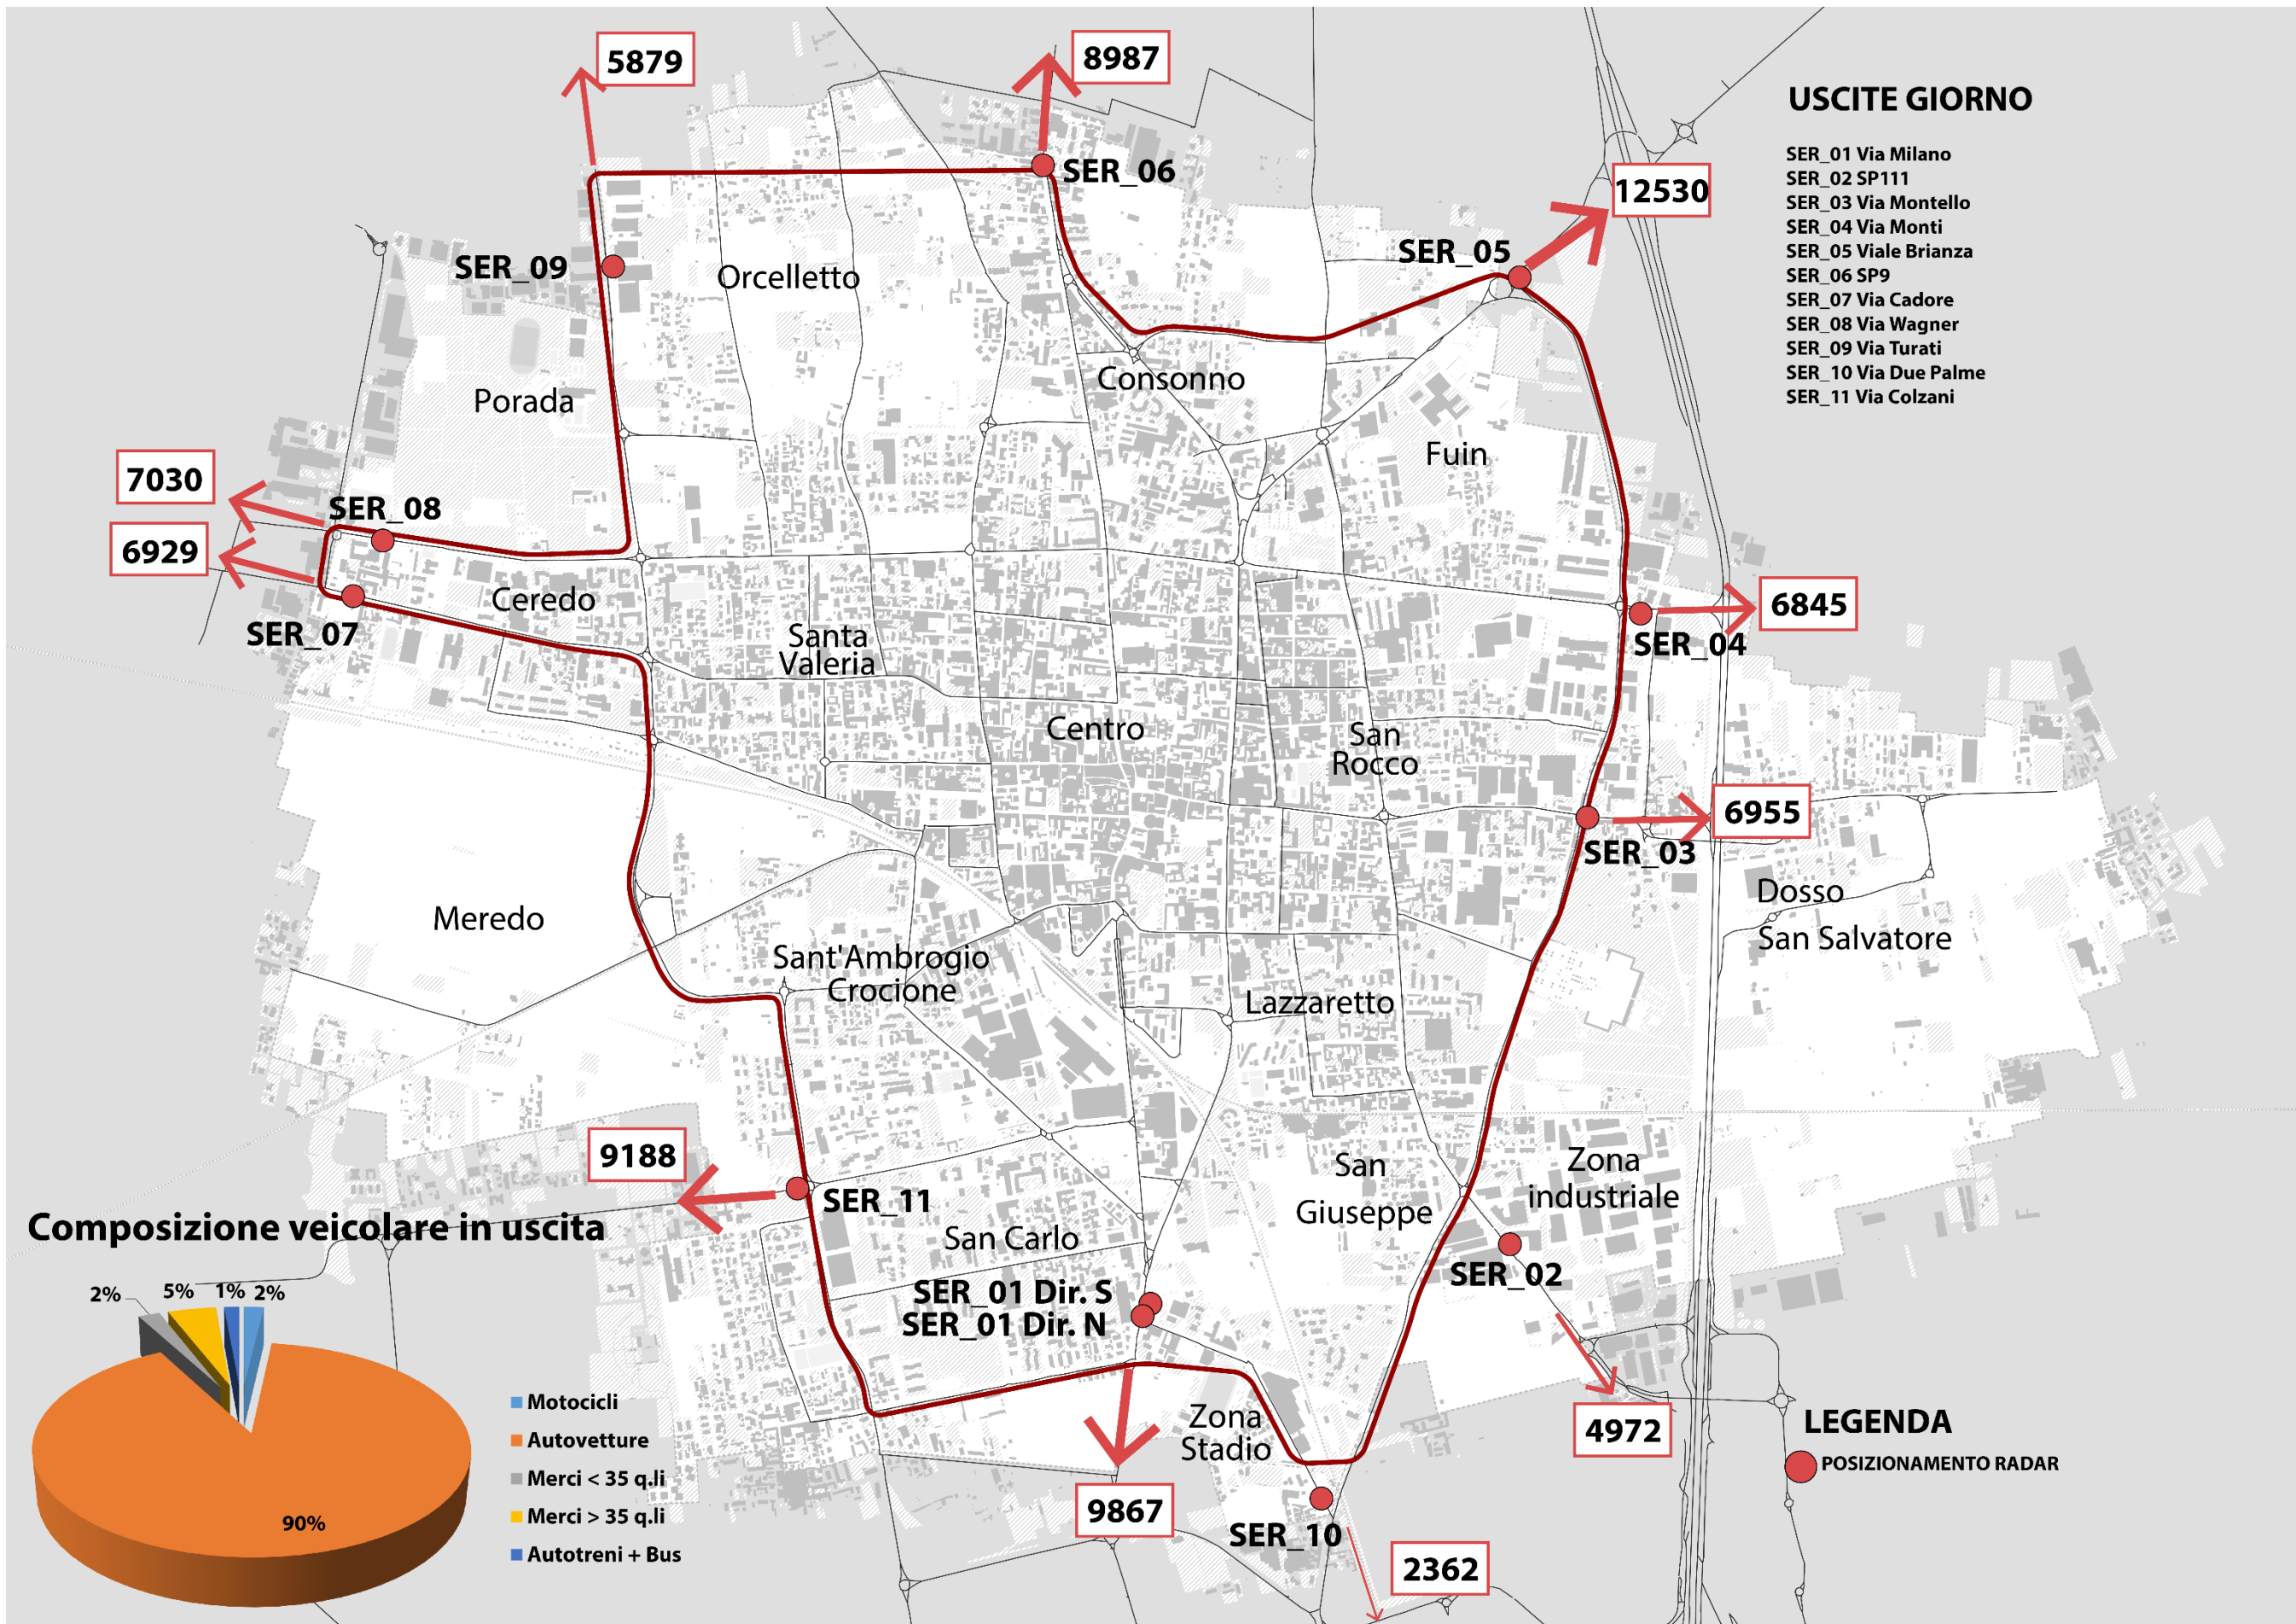 5879
8987
USCITE GIORNO
SER_01 Via Milano
SER_02 SP111
SER_03 Via Montello
SER_04 Via Monti
SER_05 Viale Brianza
SER_06 SP9
SER_07 Via Cadore
SER_08 Via Wagner
SER_09 Via Turati
SER_10 Via Due Palme
SER_11 Via Colzani
12530
SER_06
SER_05
SER_09
Orcelletto
Consonno
Porada
Fuin
7030
SER_08
6929
Ceredo
6845
SER_07
Santa
Valeria
SER_04
Centro
San
Rocco
6955
SER_03
Dosso
San Salvatore
Meredo
Sant'Ambrogio
Crocione
Lazzaretto
9188
SER_11
San
Giuseppe
Zona
industriale
San Carlo
SER_02
SER_01 Dir. S
SER_01 Dir. N
Composizione veicolare in uscita
2%
5%
1%
2%
90%
Motocicli
Autovetture
Merci < 35 q.li
Merci > 35 q.li
Autotreni + Bus
Zona
Stadio
4972
9867
SER_10
2362
LEGENDA
POSIZIONAMENTO RADAR